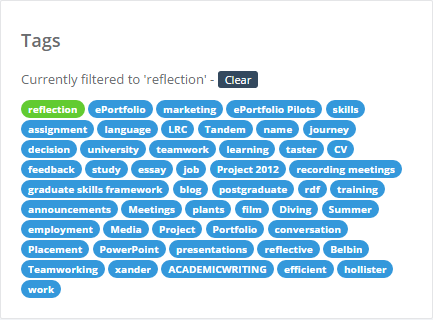 Tags
Currently filtered to 'reflection' - Clear
reflection ePortfolio marketing ePortfolio Pilots skills
assignment language LRC Tandem name journey
decision university teamwork learning taster CV
feedback study essay job Project 2012 recording meetings
graduate skills framework blog postgraduate rdf training
announcements Meetings plants film Diving Summer
employment Media Project Portfolio conversation
Placement PowerPoint presentations reflective Belbin
Teamworking xander ACADEMICWRITING efficient hollister
work